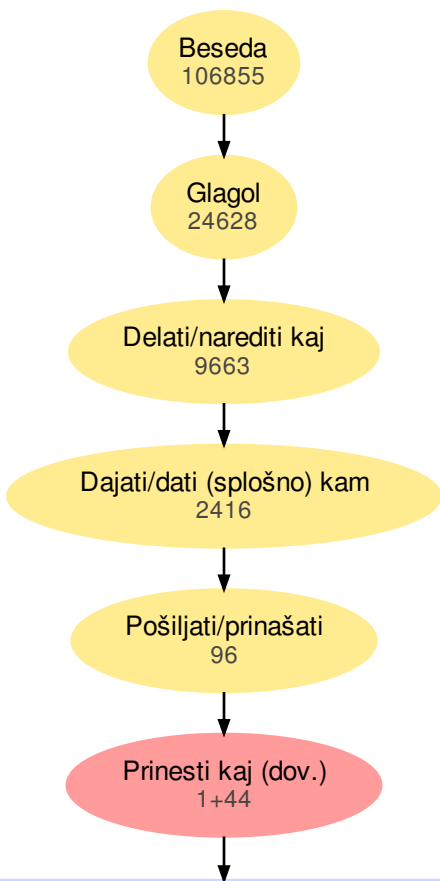 Beseda
106855
Glagol
24628
Delati/narediti kaj
9663
Dajati/dati (splošno) kam
2416
Pošiljati/prinašati
96
Prinesti kaj (dov.)
1+44